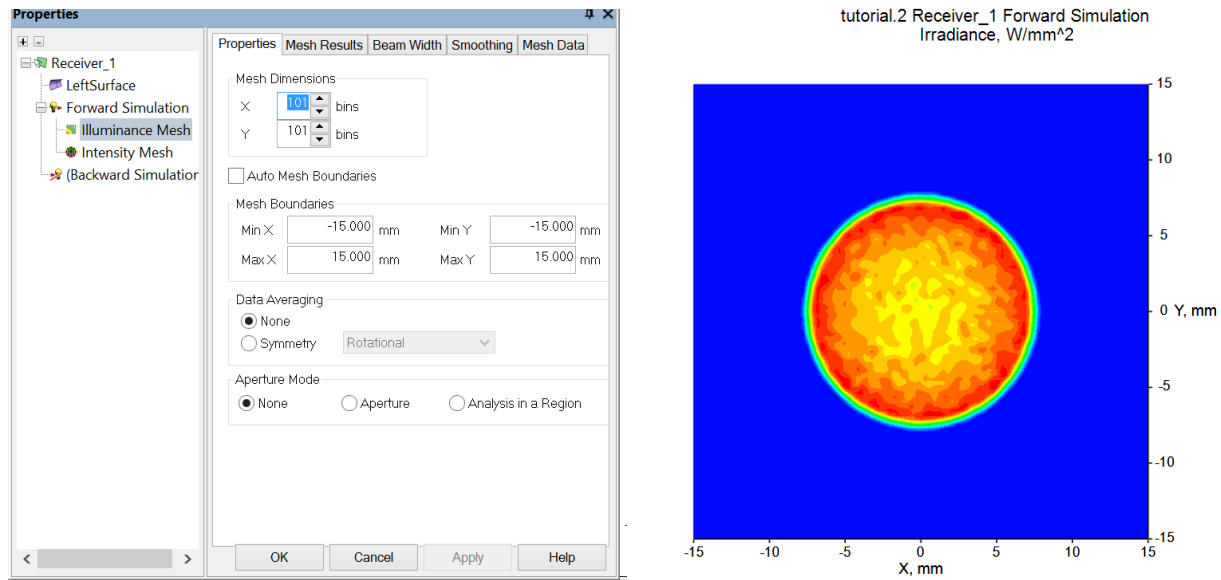 Properties
Receiver_1
LeftSurface
Forward Simulation
Illuminance Mesh
Intensity Mesh
(Backward Simulation
Properties Mesh Results Beam Width Smoothing Mesh Data
Mesh Dimensions
X 101 bins
Y 101 bins
Auto Mesh Boundaries
Mesh Boundaries
Min X -15.000 mm Min Y -15.000 mm
Max X 15.000 mm Max Y 15.000 mm
Data Averaging
None
Symmetry Rotational
Aperture Mode
None Aperture Analysis in a Region
OK Cancel Apply Help
tutorial.2 Receiver_1 Forward Simulation
Irradiance, W/mm^2
15
10
5
0 Y, mm
-5
-10
-15
-15 -10 -5 0 5 10 15
X, mm